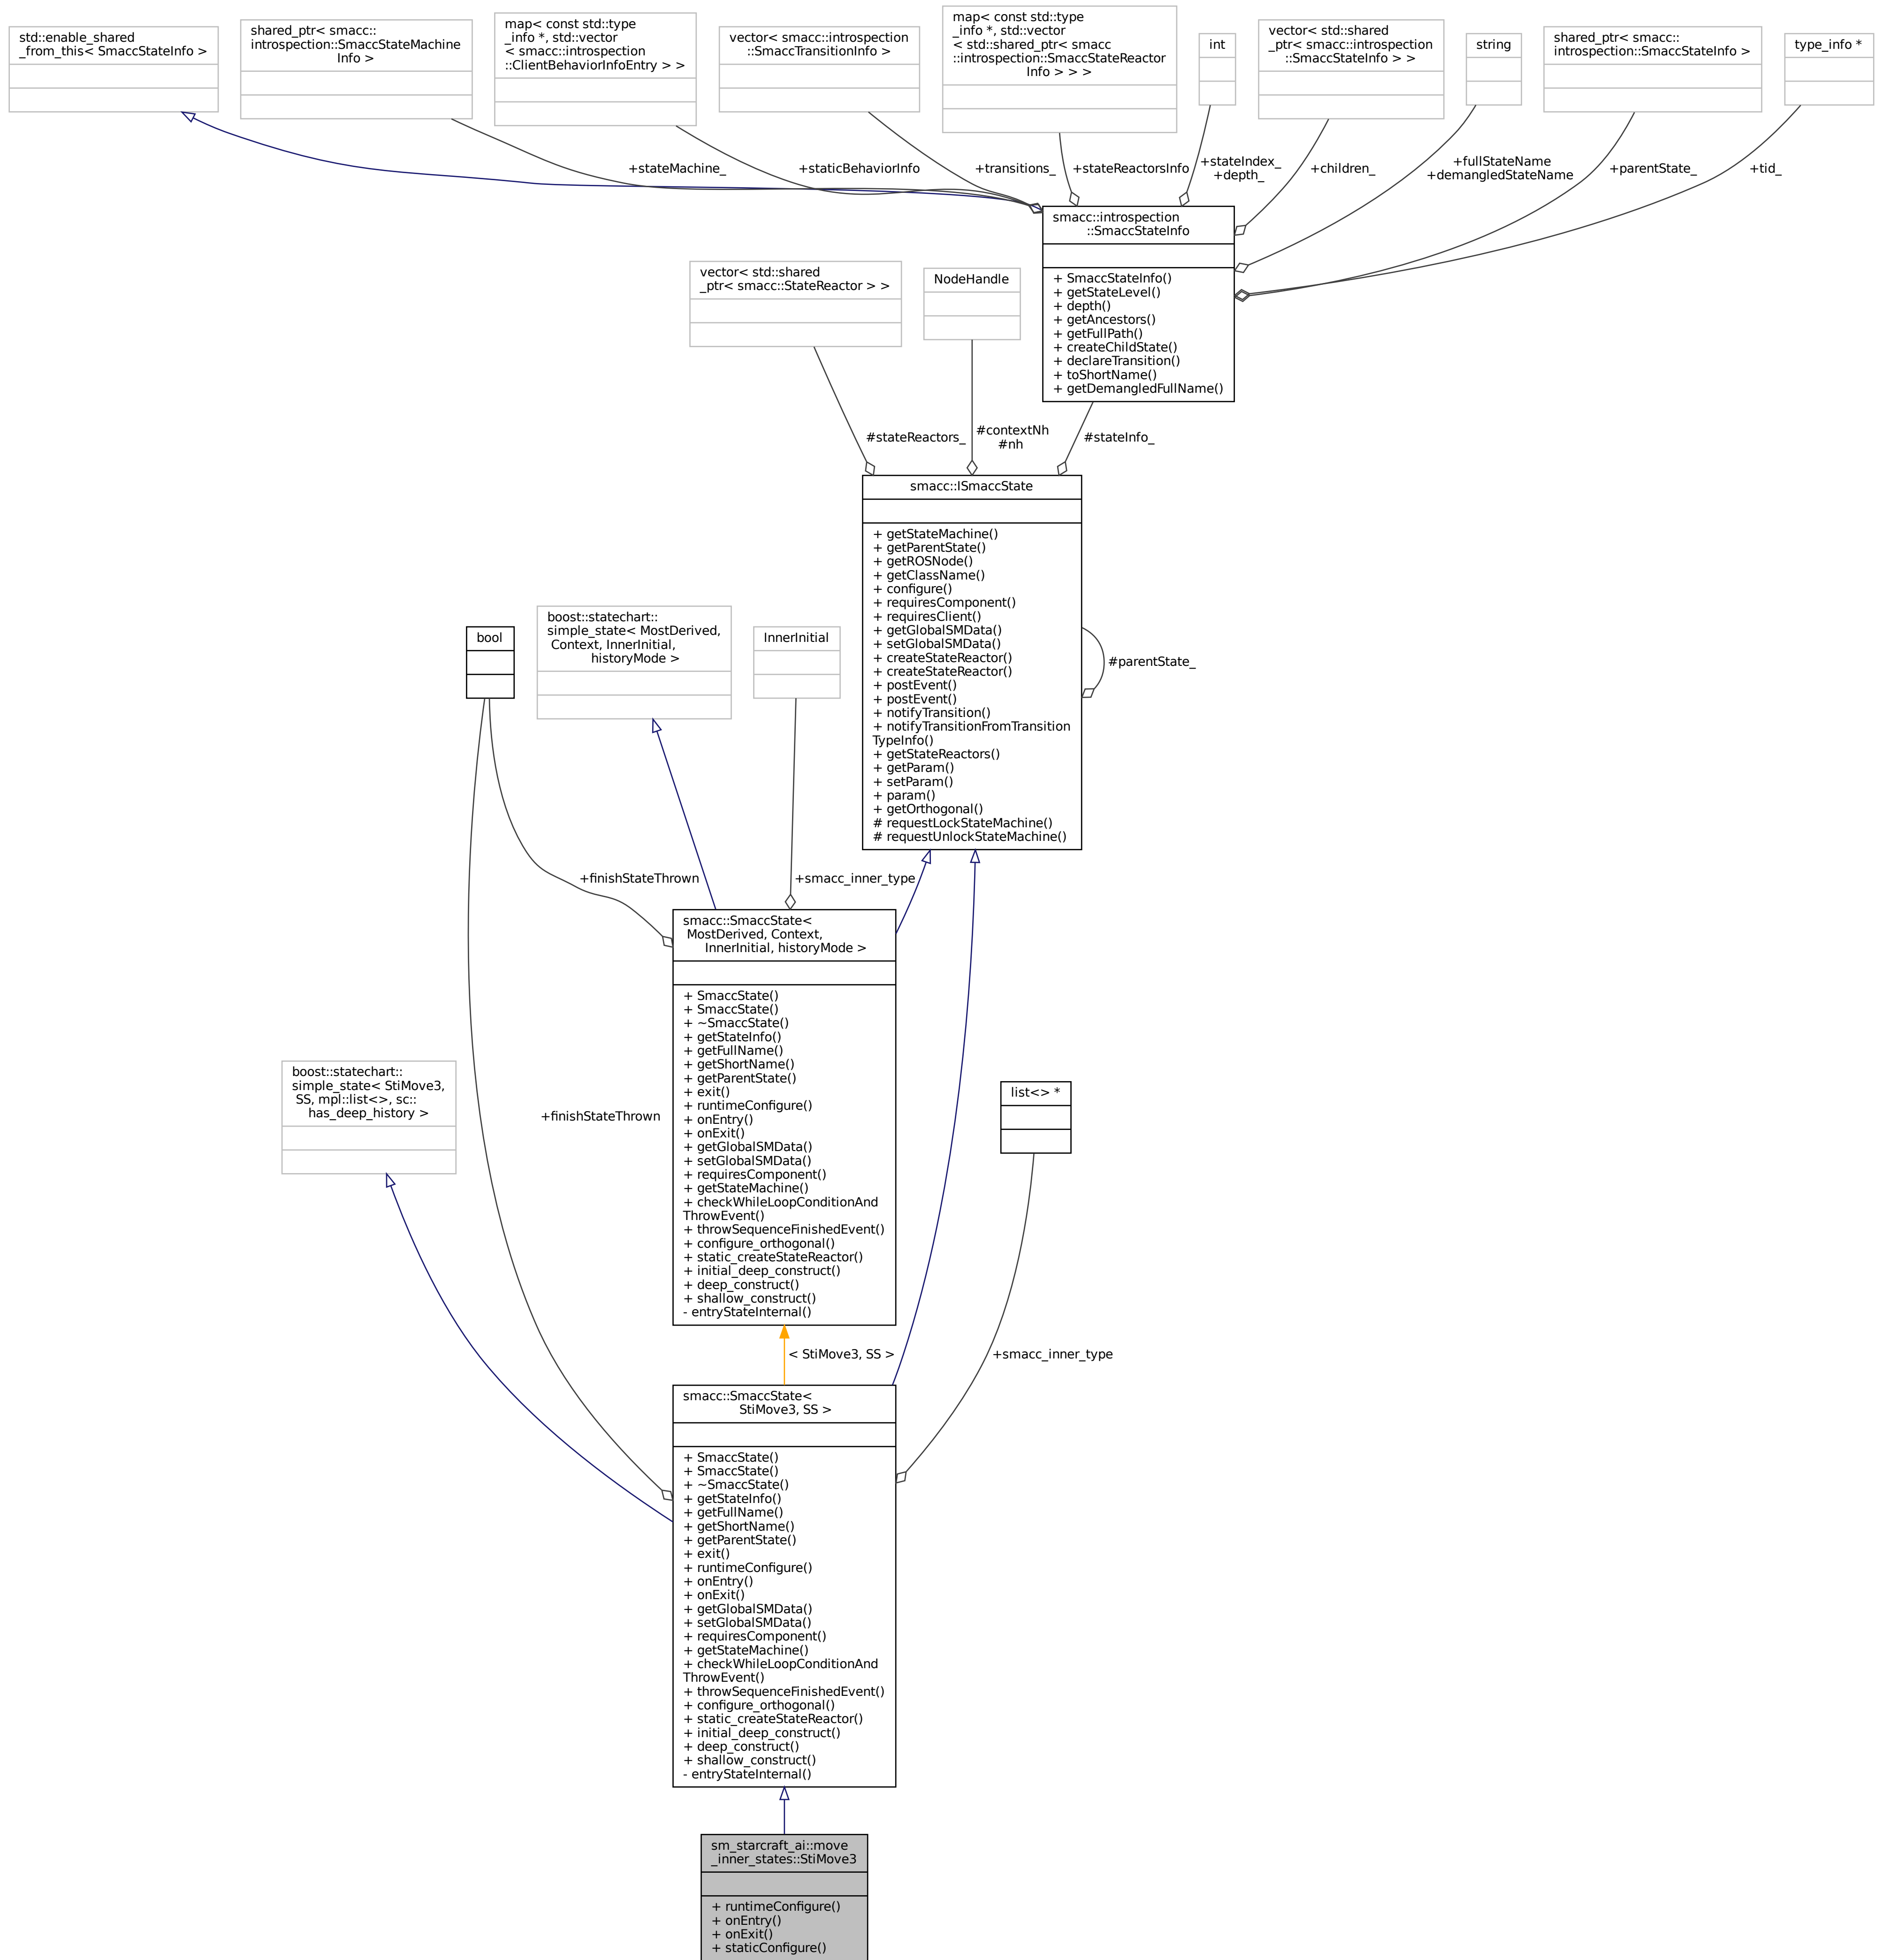 std::enable_shared
_from_this< SmaccStateInfo >
shared_ptr< smacc::
introspection::SmaccStateMachine
Info >
map< const std::type
_info *, std::vector
< smacc::introspection
::ClientBehaviorInfoEntry > >
vector< smacc::introspection
::SmaccTransitionInfo >
map< const std::type
_info *, std::vector
< std::shared_ptr< smacc
::introspection::SmaccStateReactor
Info > > >
int
vector< std::shared
_ptr< smacc::introspection
::SmaccStateInfo > >
string
shared_ptr< smacc::
introspection::SmaccStateInfo >
type_info *
+stateMachine_
+staticBehaviorInfo
+transitions_
+stateReactorsInfo
+stateIndex_
+depth_
+children_
+fullStateName
+demangledStateName
+parentState_
+tid_
smacc::introspection
::SmaccStateInfo
+ SmaccStateInfo()
+ getStateLevel()
+ depth()
+ getAncestors()
+ getFullPath()
+ createChildState()
+ declareTransition()
+ toShortName()
+ getDemangledFullName()
vector< std::shared
_ptr< smacc::StateReactor > >
NodeHandle
#stateReactors_
#contextNh
#nh
#stateInfo_
smacc::ISmaccState
+ getStateMachine()
+ getParentState()
+ getROSNode()
+ getClassName()
+ configure()
+ requiresComponent()
+ requiresClient()
+ getGlobalSMData()
+ setGlobalSMData()
+ createStateReactor()
+ createStateReactor()
+ postEvent()
+ postEvent()
+ notifyTransition()
+ notifyTransitionFromTransition
TypeInfo()
+ getStateReactors()
+ getParam()
+ setParam()
+ param()
+ getOrthogonal()
# requestLockStateMachine()
# requestUnlockStateMachine()
#parentState_
bool
boost::statechart::
simple_state< MostDerived,
Context, InnerInitial,
historyMode >
InnerInitial
+finishStateThrown
+smacc_inner_type
smacc::SmaccState<
MostDerived, Context,
InnerInitial, historyMode >
+ SmaccState()
+ SmaccState()
+ ~SmaccState()
+ getStateInfo()
+ getFullName()
+ getShortName()
+ getParentState()
+ exit()
+ runtimeConfigure()
+ onEntry()
+ onExit()
+ getGlobalSMData()
+ setGlobalSMData()
+ requiresComponent()
+ getStateMachine()
+ checkWhileLoopConditionAnd
ThrowEvent()
+ throwSequenceFinishedEvent()
+ configure_orthogonal()
+ static_createStateReactor()
+ initial_deep_construct()
+ deep_construct()
+ shallow_construct()
- entryStateInternal()
boost::statechart::
simple_state< StiMove3,
SS, mpl::list<>, sc::
has_deep_history >
+finishStateThrown
list<> *
< StiMove3, SS >
+smacc_inner_type
smacc::SmaccState<
StiMove3, SS >
+ SmaccState()
+ SmaccState()
+ ~SmaccState()
+ getStateInfo()
+ getFullName()
+ getShortName()
+ getParentState()
+ exit()
+ runtimeConfigure()
+ onEntry()
+ onExit()
+ getGlobalSMData()
+ setGlobalSMData()
+ requiresComponent()
+ getStateMachine()
+ checkWhileLoopConditionAnd
ThrowEvent()
+ throwSequenceFinishedEvent()
+ configure_orthogonal()
+ static_createStateReactor()
+ initial_deep_construct()
+ deep_construct()
+ shallow_construct()
- entryStateInternal()
sm_starcraft_ai::move
_inner_states::StiMove3
+ runtimeConfigure()
+ onEntry()
+ onExit()
+ staticConfigure()